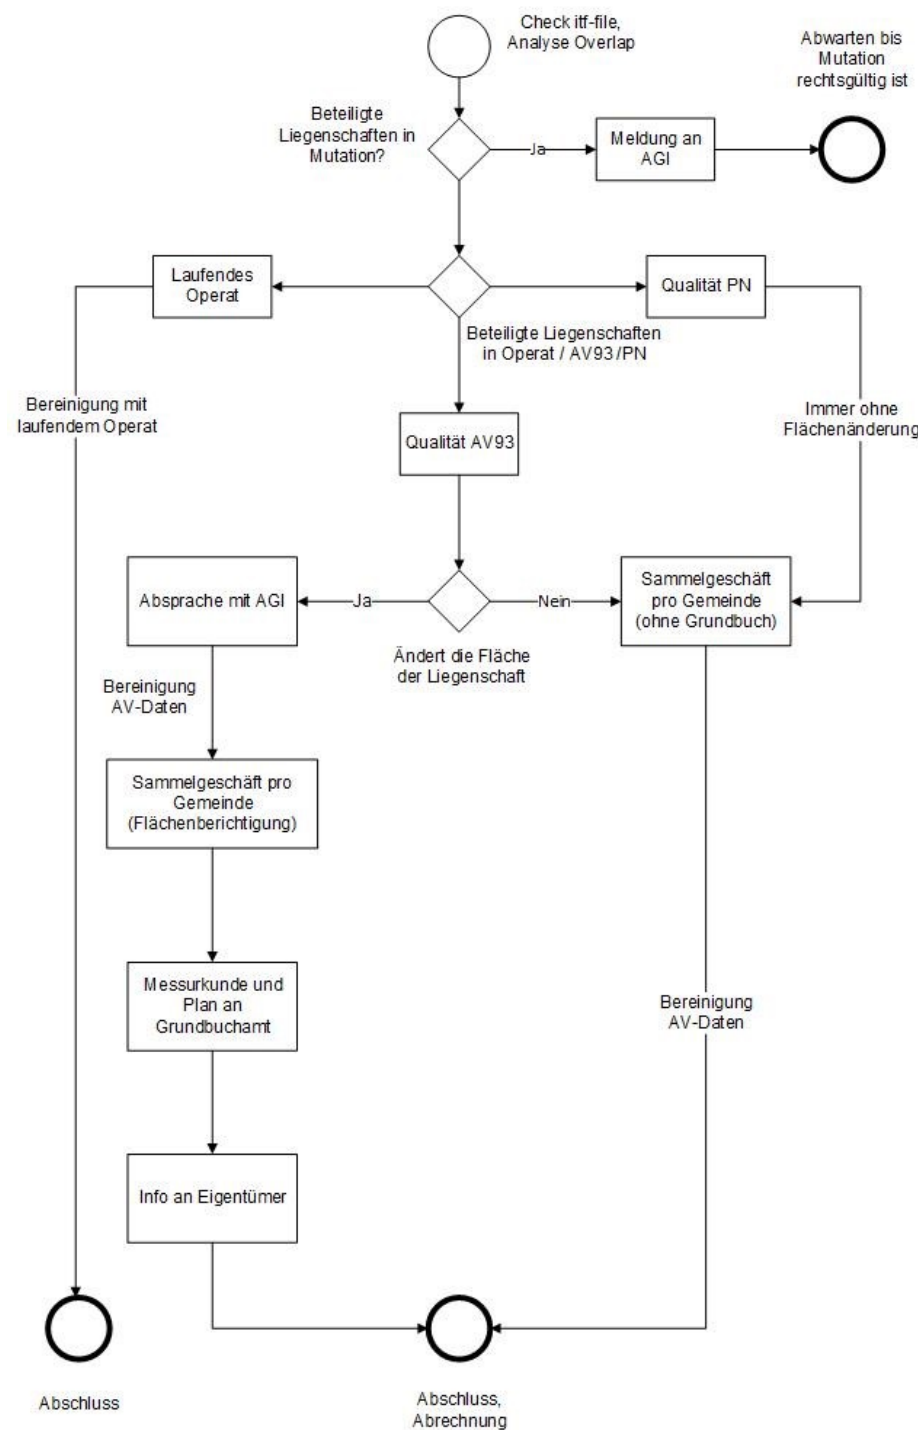 Check itf-file,
Analyse Overlap
Abwarten bis
Mutation
rechtsgültig ist
Beteiligte
Liegenschaften in
Mutation?
Ja
Meldung an
AGI
Laufendes
Operat
Qualität PN
Beteiligte Liegenschaften
in Operat / AV93 /PN
Bereinigung mit
laufendem Operat
Immer ohne
Flächenänderung
Qualität AV93
Absprache mit AGI
Ja
Nein
Sammelgeschäft
pro Gemeinde
(ohne Grundbuch)
Ändert die Fläche
der Liegenschaft
Bereinigung
AV-Daten
Sammelgeschäft pro
Gemeinde
(Flächenberichtigung)
Messurkunde und
Plan an
Grundbuchamt
Bereinigung
AV-Daten
Info an Eigentümer
Abschluss
Abschluss,
Abrechnung